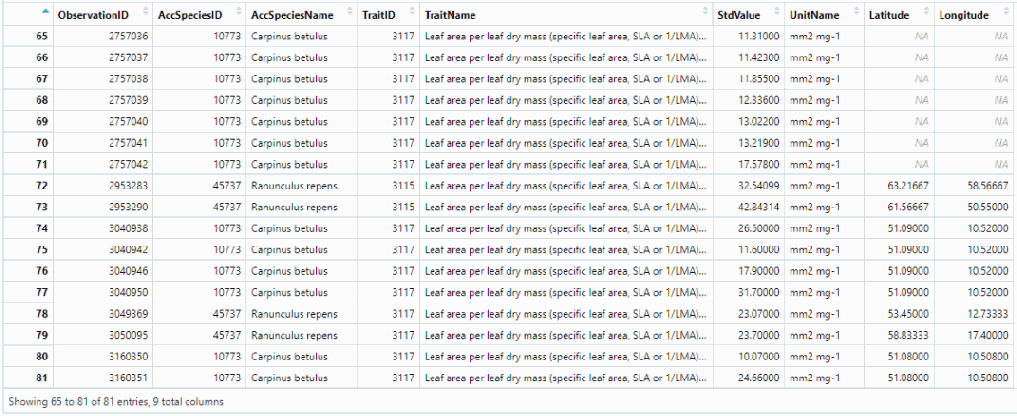 ObservationID AccSpeciesID AccSpeciesName TraitID TraitName StdValue UnitName Latitude Longitude
65 2757036 10773 Carpinus betulus 3117 Leaf area per leaf dry mass (specific leaf area, SLA or 1/LMA)... 11.31000 mm2 mg-1 NA NA
66 2757037 10773 Carpinus betulus 3117 Leaf area per leaf dry mass (specific leaf area, SLA or 1/LMA)... 11.42300 mm2 mg-1 NA NA
67 2757038 10773 Carpinus betulus 3117 Leaf area per leaf dry mass (specific leaf area, SLA or 1/LMA)... 11.85500 mm2 mg-1 NA NA
68 2757039 10773 Carpinus betulus 3117 Leaf area per leaf dry mass (specific leaf area, SLA or 1/LMA)... 12.33600 mm2 mg-1 NA NA
69 2757040 10773 Carpinus betulus 3117 Leaf area per leaf dry mass (specific leaf area, SLA or 1/LMA)... 13.02200 mm2 mg-1 NA NA
70 2757041 10773 Carpinus betulus 3117 Leaf area per leaf dry mass (specific leaf area, SLA or 1/LMA)... 13.21900 mm2 mg-1 NA NA
71 2757042 10773 Carpinus betulus 3117 Leaf area per leaf dry mass (specific leaf area, SLA or 1/LMA)... 17.57800 mm2 mg-1 NA NA
72 2953283 45737 Ranunculus repens 3115 Leaf area per leaf dry mass (specific leaf area, SLA or 1/LMA)... 32.54099 mm2 mg-1 63.21667 58.56667
73 2953290 45737 Ranunculus repens 3115 Leaf area per leaf dry mass (specific leaf area, SLA or 1/LMA)... 42.84314 mm2 mg-1 61.56667 50.55000
74 3040938 10773 Carpinus betulus 3117 Leaf area per leaf dry mass (specific leaf area, SLA or 1/LMA)... 26.50000 mm2 mg-1 51.09000 10.52000
75 3040942 10773 Carpinus betulus 3117 Leaf area per leaf dry mass (specific leaf area, SLA or 1/LMA)... 11.60000 mm2 mg-1 51.09000 10.52000
76 3040946 10773 Carpinus betulus 3117 Leaf area per leaf dry mass (specific leaf area, SLA or 1/LMA)... 17.90000 mm2 mg-1 51.09000 10.52000
77 3040950 10773 Carpinus betulus 3117 Leaf area per leaf dry mass (specific leaf area, SLA or 1/LMA)... 31.70000 mm2 mg-1 51.09000 10.52000
78 3049369 45737 Ranunculus repens 3117 Leaf area per leaf dry mass (specific leaf area, SLA or 1/LMA)... 23.07000 mm2 mg-1 53.45000 12.73333
79 3050095 45737 Ranunculus repens 3117 Leaf area per leaf dry mass (specific leaf area, SLA or 1/LMA)... 23.70000 mm2 mg-1 58.83333 17.40000
80 3160350 10773 Carpinus betulus 3117 Leaf area per leaf dry mass (specific leaf area, SLA or 1/LMA)... 10.07000 mm2 mg-1 51.08000 10.50800
81 3160351 10773 Carpinus betulus 3117 Leaf area per leaf dry mass (specific leaf area, SLA or 1/LMA)... 24.66000 mm2 mg-1 51.08000 10.50800
Showing 65 to 81 of 81 entries, 9 total columns